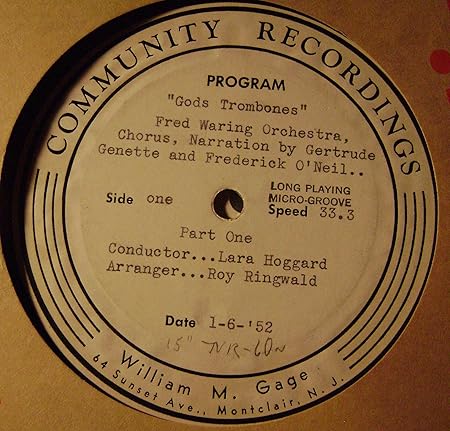 COMMUNITY RECORDINGS
PROGRAM
"Gods Trombones"
Fred Waring Orchestra,
Chorus, Narration by Gertrude
Genette and Frederick O'Neil..
Side one
LONG PLAYING
MICRO-GROOVE
Speed 33.3
Part One
Conductor...Lara Hoggard
Arranger...Roy Ringwald
Date 1-6-'52
15"
William M. Gage
64 Sunset Ave., Montclair, N. J.